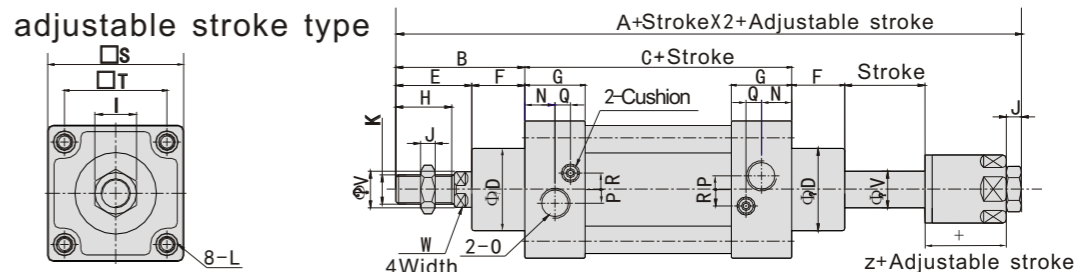 adjustable stroke type
A+StrokeX2+Adjustable stroke
□S
B
C+Stroke
□T
E
F
G
G
F
Stroke
I
H
N
Q
2-Cushion
Q
N
J
J
K
ΦV
ΦD
R
P
P
R
ΦD
ΦV
W
2-0
+
8-L
4Width
z+Adjustable stroke